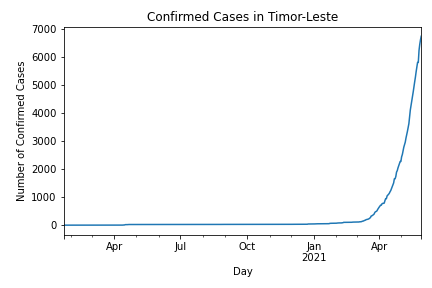 Confirmed Cases in Timor-Leste
7000
6000
5000
4000
3000
2000
1000
0
Number of Confirmed Cases
Apr
Jul
Oct
Jan
2021
Apr
Day